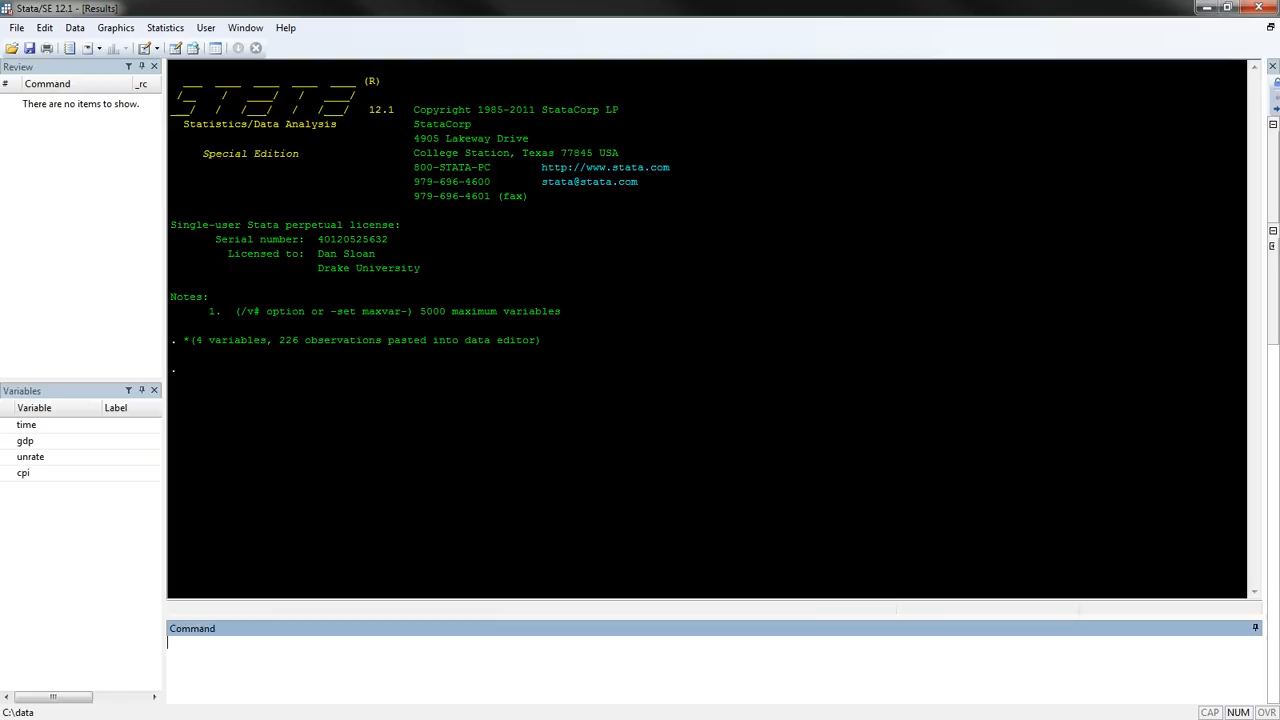 Stata/SE 12.1 - [Results]
File Edit Data Graphics Statistics User Window Help
Review
# Command _rc
There are no items to show.
(R)
STATA 12.1 Copyright 1985-2011 StataCorp LP
Statistics/Data Analysis StataCorp
4905 Lakeway Drive
Special Edition College Station, Texas 77845 USA
800-STATA-PC http://www.stata.com
979-696-4600 stata@stata.com
979-696-4601 (fax)
Single-user Stata perpetual license:
Serial number: 40120525632
Licensed to: Dan Sloan
Drake University
Notes:
1. (/v# option or -set maxvar-) 5000 maximum variables
. *(4 variables, 226 observations pasted into data editor)
.
Variables
Variable Label
time
gdp
unrate
cpi
Command
C:\data
CAP NUM OVR